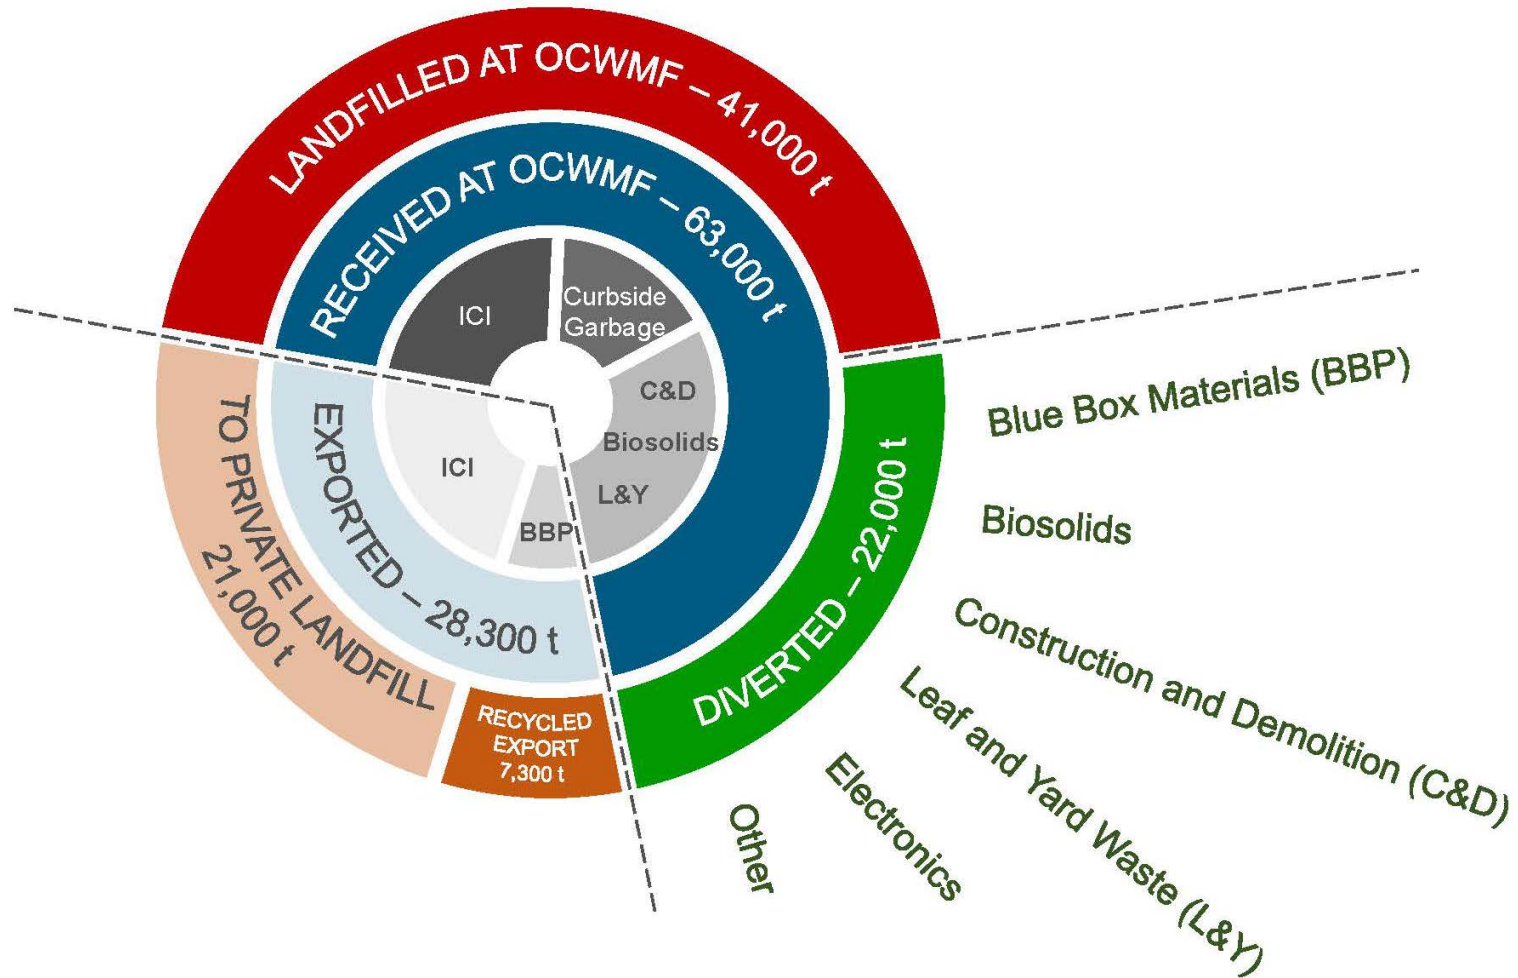 LANDFILLED AT OCWMF – 41,000 t
RECEIVED AT OCWMF – 63,000 t
ICI
Curbside
Garbage
C&D
Biosolids
L&Y
ICI
BBP
EXPORTED – 28,300 t
TO PRIVATE LANDFILL
21,000 t
RECYCLED
EXPORT
7,300 t
DIVERTED – 22,000 t
Blue Box Materials (BBP)
Biosolids
Construction and Demolition (C&D)
Leaf and Yard Waste (L&Y)
Electronics
Other